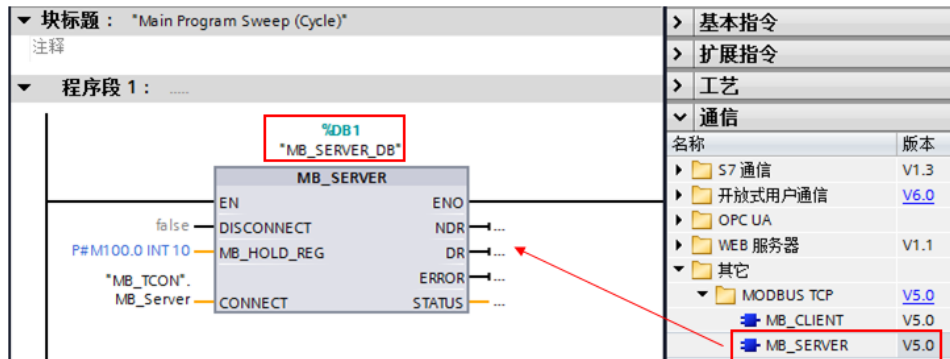 块标题： "Main Program Sweep (Cycle)"
注释
程序段 1： .....
%DB1
"MB_SERVER_DB"
MB_SERVER
EN
ENO
false
DISCONNECT
NDR
...
P#M100.0 INT 10
MB_HOLD_REG
DR
...
ERROR
...
"MB_TCON".
MB_Server
CONNECT
STATUS
...
基本指令
扩展指令
工艺
通信
名称 版本
S7 通信 V1.3
开放式用户通信 V6.0
OPC UA
WEB 服务器 V1.1
其它
MODBUS TCP V5.0
MB_CLIENT V5.0
MB_SERVER V5.0